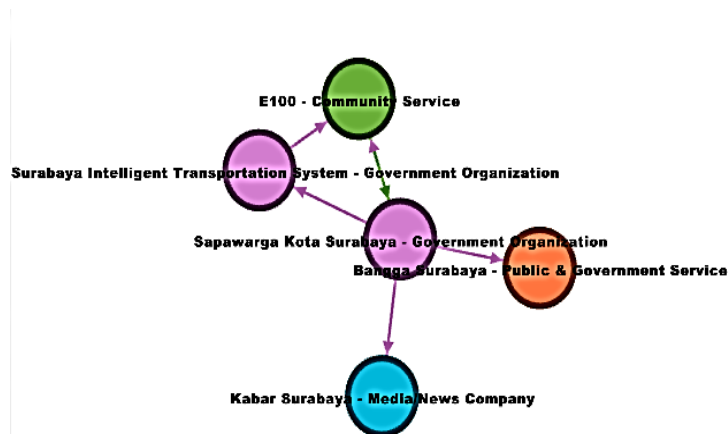 E100 - Community Service
Surabaya Intelligent Transportation System - Government Organization
Sapawarga Kota Surabaya - Government Organization
Bangga Surabaya - Public & Government Service
Kabar Surabaya - Media News Company